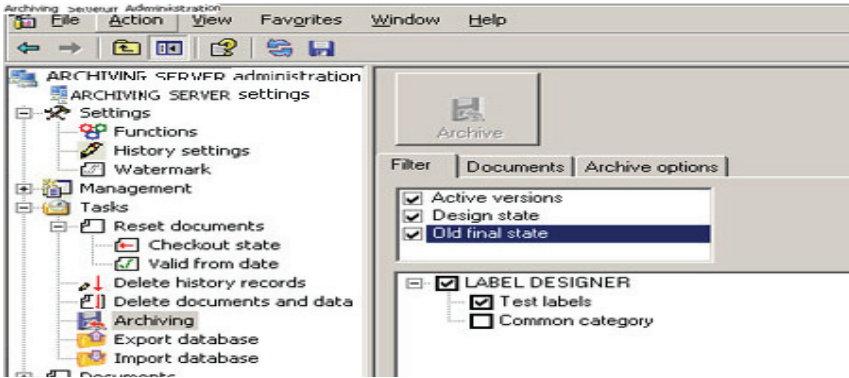 Archiving Server Administration
File Action View Favorites Window Help
ARCHIVING SERVER administration
ARCHIVING SERVER settings
Settings
Functions
History settings
Watermark
Management
Tasks
Reset documents
Checkout state
Valid from date
Delete history records
Delete documents and data
Archiving
Export database
Import database
Documents
Archive
Filter Documents Archive options
Active versions
Design state
Old final state
LABEL DESIGNER
Test labels
Common category